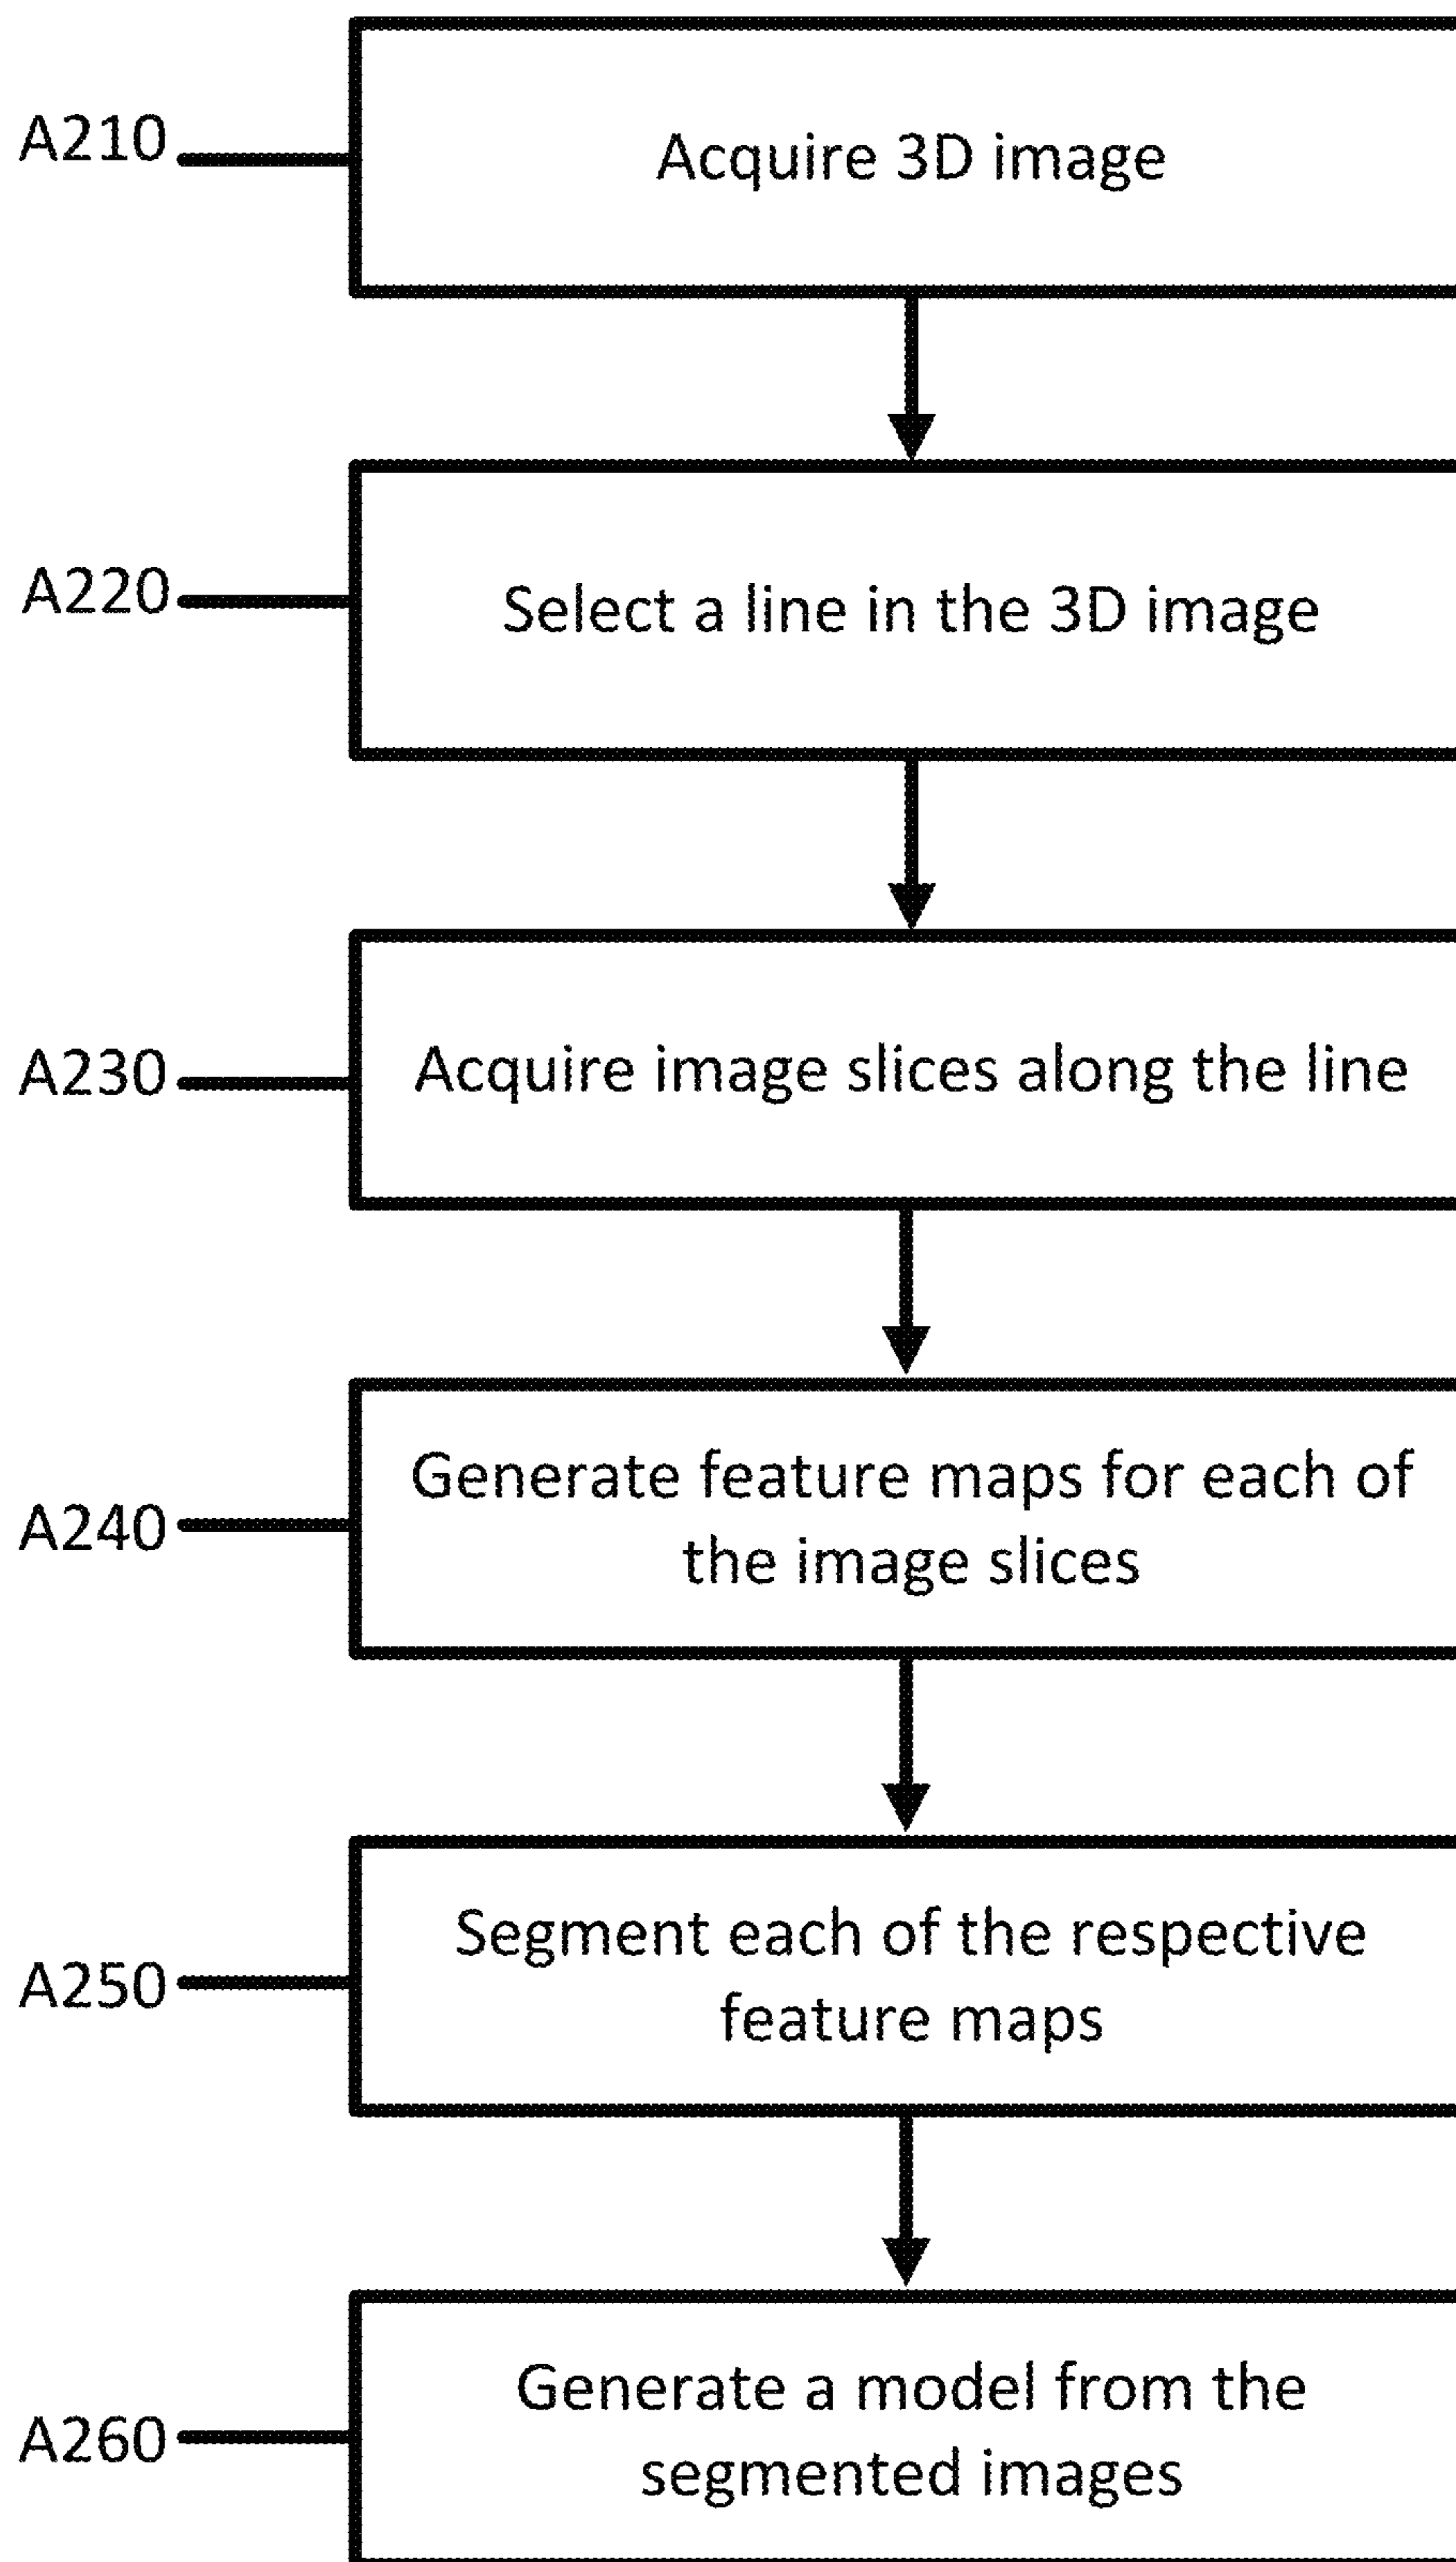 A210
Acquire 3D image
A220
Select a line in the 3D image
A230
Acquire image slices along the line
A240
Generate feature maps for each of
the image slices
A250
Segment each of the respective
feature maps
A260
Generate a model from the
segmented images